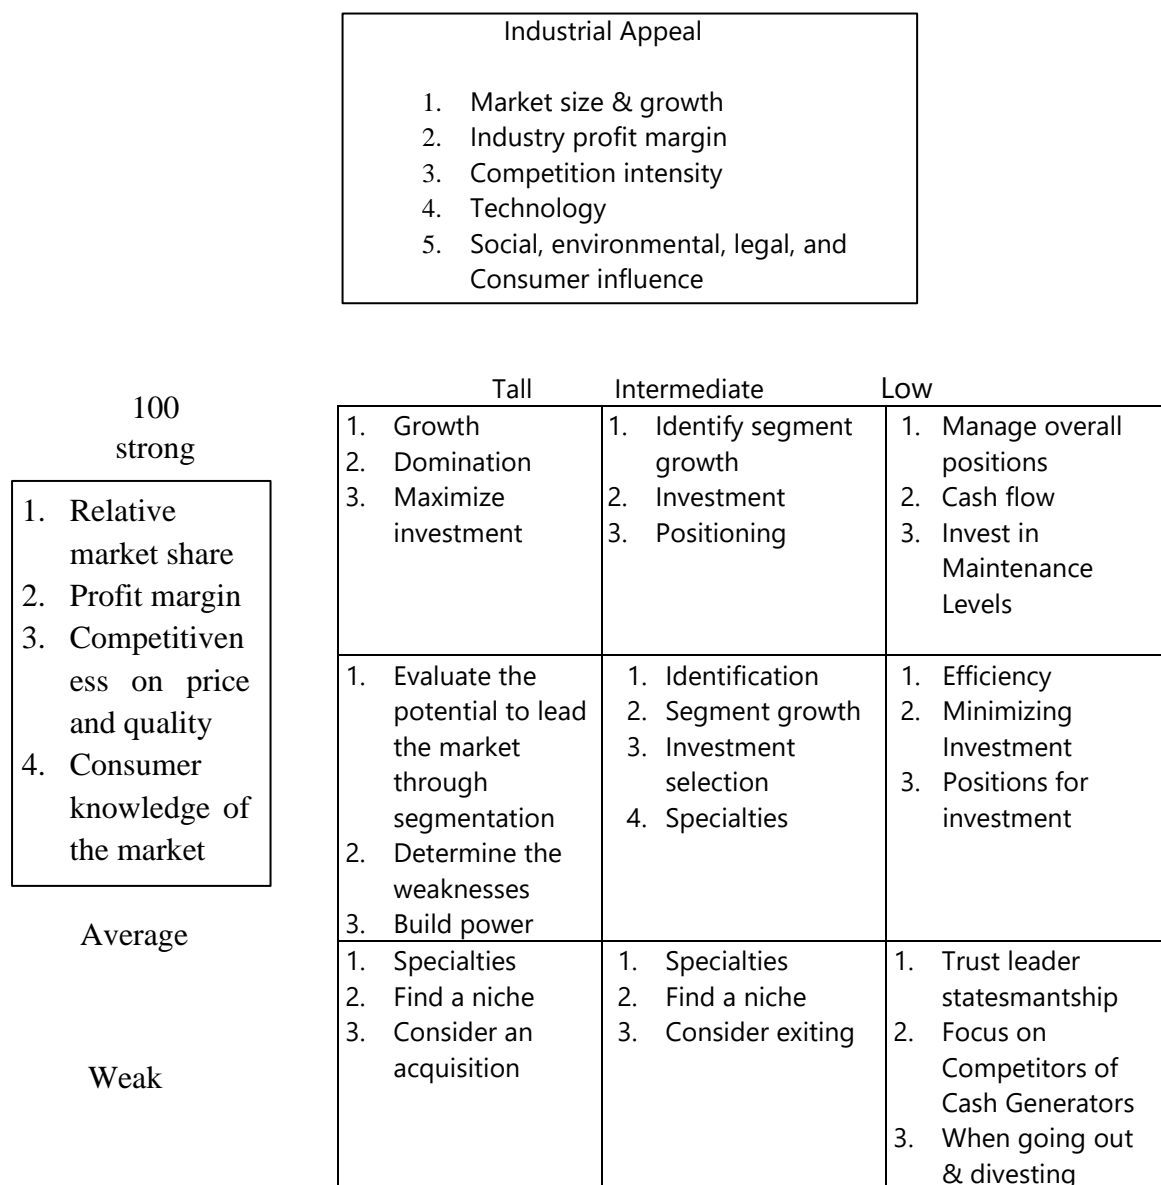 Industrial Appeal
1. Market size & growth
2. Industry profit margin
3. Competition intensity
4. Technology
5. Social, environmental, legal, and
Consumer influence
Tall Intermediate Low
100
strong
1. Relative
market share
2. Profit margin
3. Competitiven
ess on price
and quality
4. Consumer
knowledge of
the market
Average
Weak
1. Growth
2. Domination
3. Maximize
investment
1. Identify segment
growth
2. Investment
3. Positioning
1. Manage overall
positions
2. Cash flow
3. Invest in
Maintenance
Levels
1. Evaluate the
potential to lead
the market
through
segmentation
2. Determine the
weaknesses
3. Build power
1. Identification
2. Segment growth
3. Investment
selection
4. Specialties
1. Efficiency
2. Minimizing
Investment
3. Positions for
investment
1. Specialties
2. Find a niche
3. Consider an
acquisition
1. Specialties
2. Find a niche
3. Consider exiting
1. Trust leader
statesmantship
2. Focus on
Competitors of
Cash Generators
3. When going out
& divesting